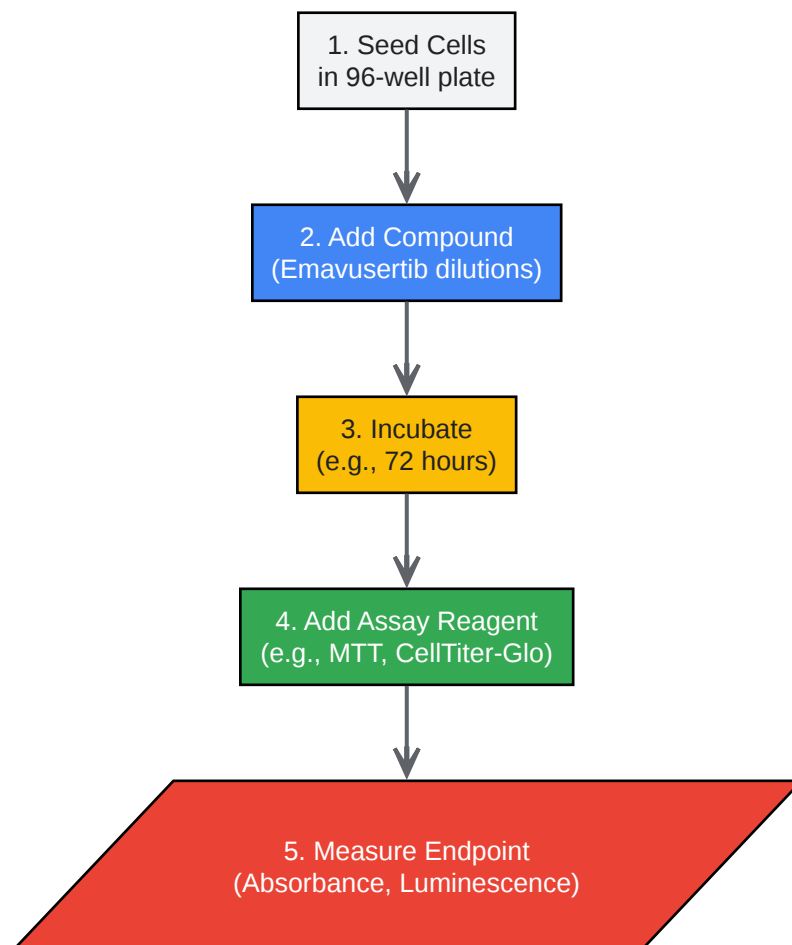 1. Seed Cells
in 96-well plate
2. Add Compound
(Emavusertib dilutions)
3. Incubate
(e.g., 72 hours)
4. Add Assay Reagent
(e.g., MTT, CellTiter-Glo)
5. Measure Endpoint
(Absorbance, Luminescence)